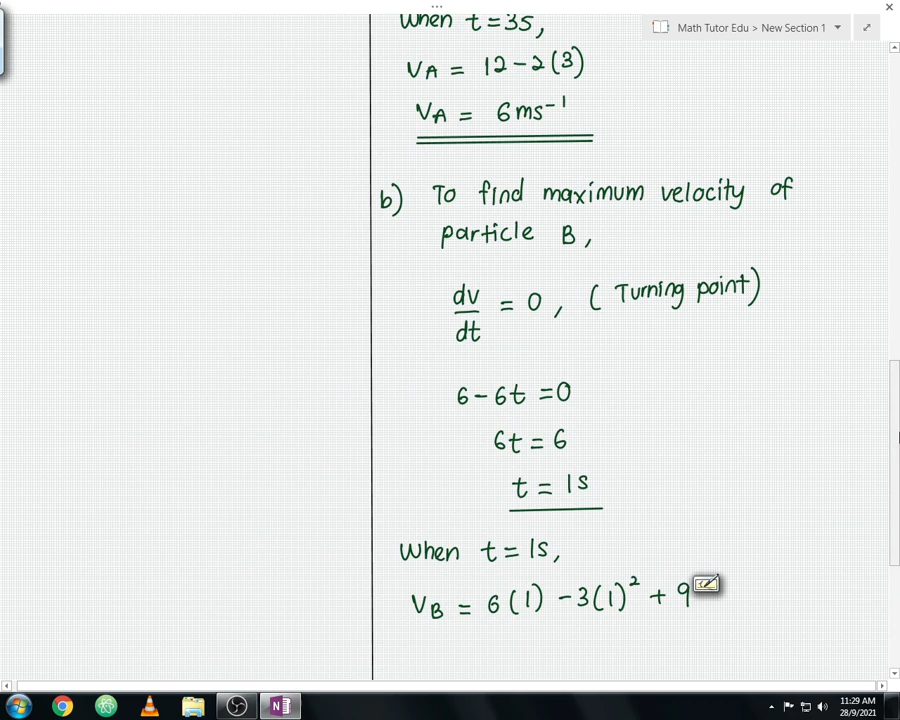 ...
Math Tutor Edu > New Section 1
When t = 3s,
VA = 12 - 2(3)
VA = 6ms⁻¹
b) To find maximum velocity of
particle B,
dv/dt = 0, (Turning point)
6 - 6t = 0
6t = 6
t = 1s
When t = 1s,
VB = 6(1) - 3(1)² + 9
11:29 AM
28/9/2021